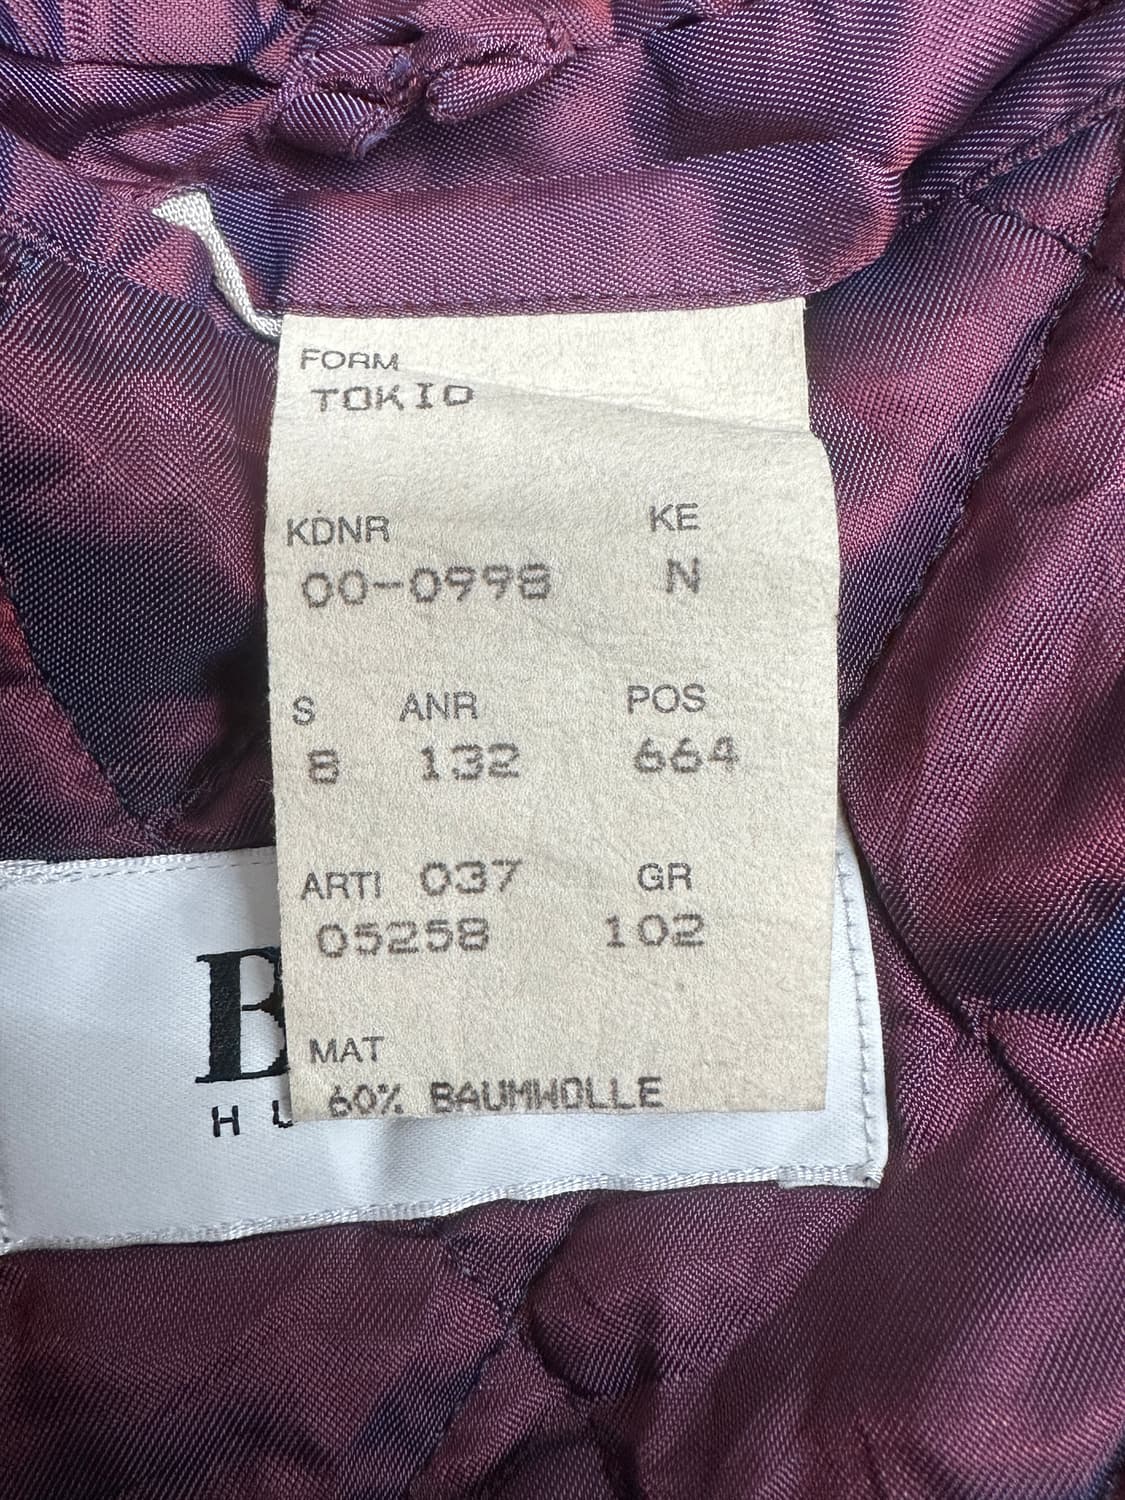 FORM
TOKIO
KDNR KE
00-0998 N
S ANR POS
8 132 664
ARTI 037 GR
05258 102
MAT
60% BAUMWOLLE
B
HU